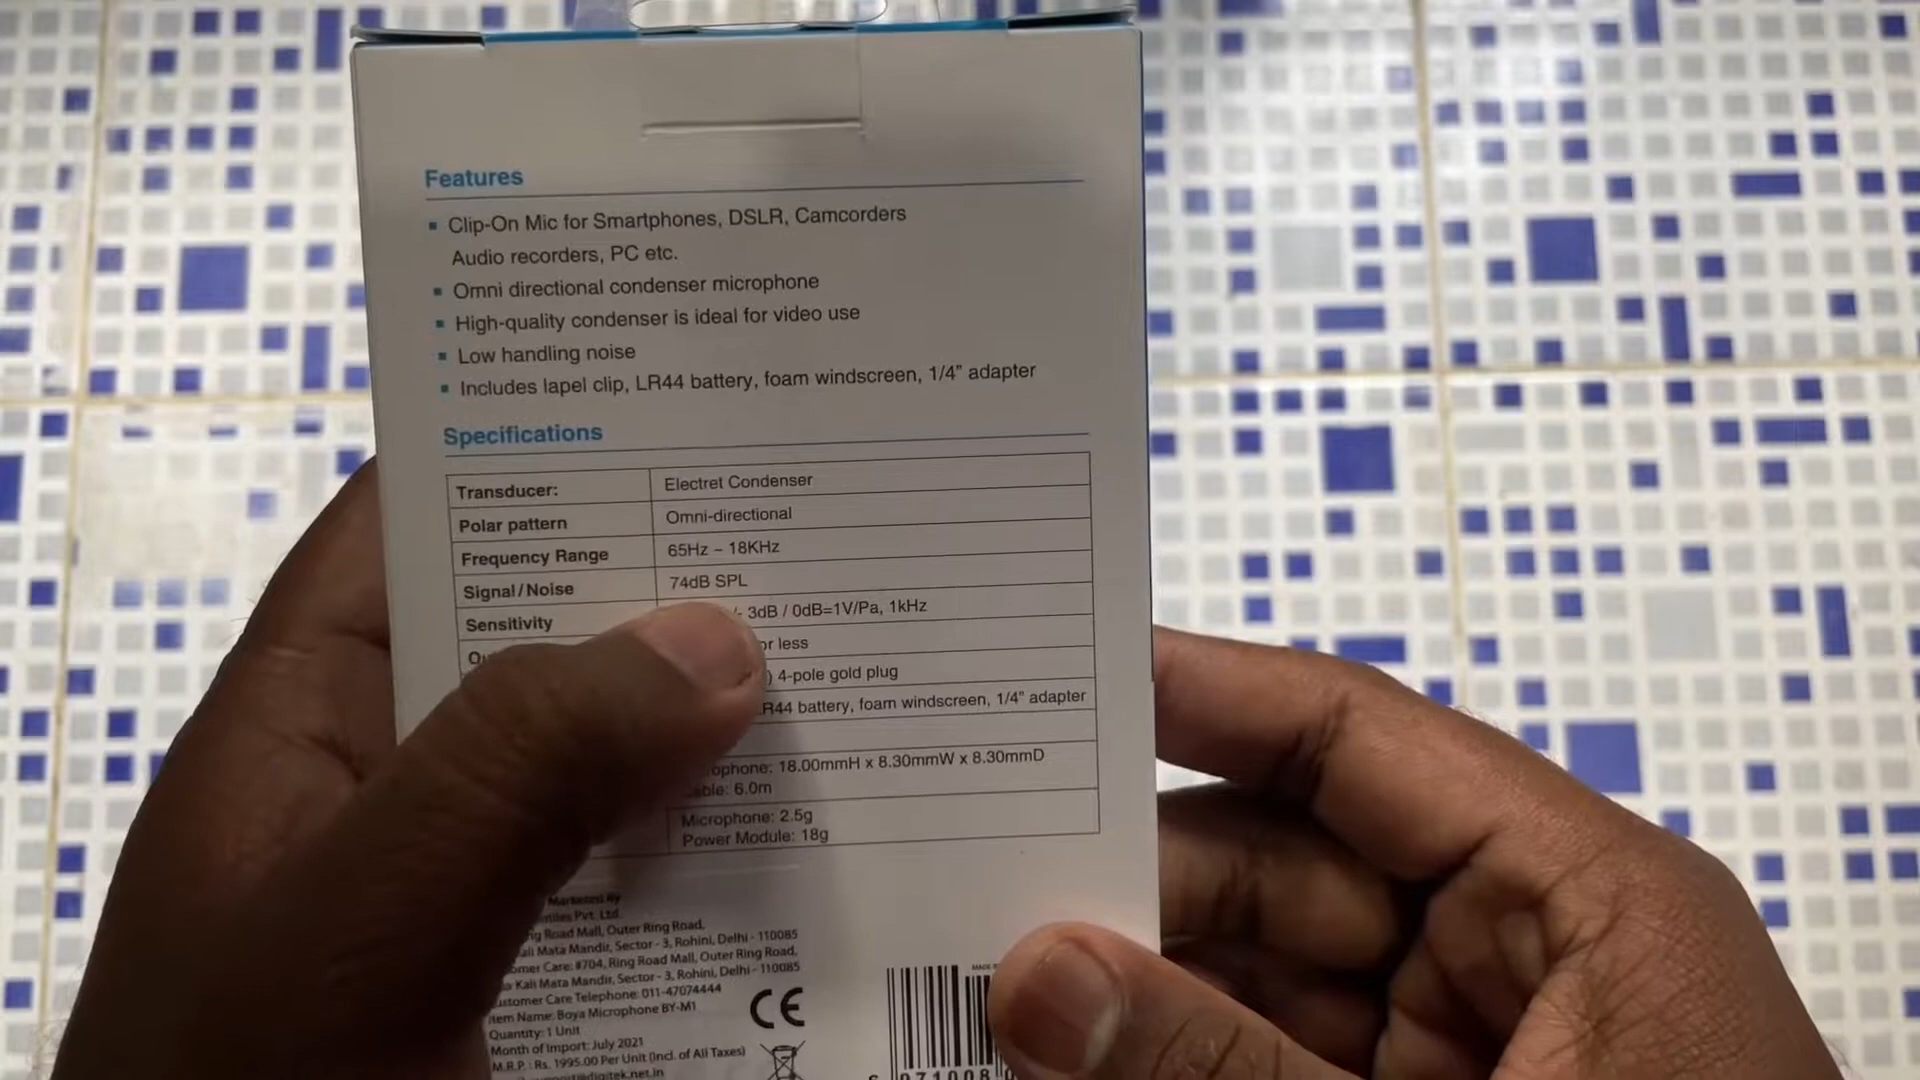 Features
Clip-On Mic for Smartphones, DSLR, Camcorders
Audio recorders, PC etc.
Omni directional condenser microphone
High-quality condenser is ideal for video use
Low handling noise
Includes lapel clip, LR44 battery, foam windscreen, 1/4” adapter
Specifications
Transducer: Electret Condenser
Polar pattern Omni-directional
Frequency Range 65Hz – 18KHz
Signal/Noise 74dB SPL
Sensitivity 3dB / 0dB=1V/Pa, 1kHz
or less
4-pole gold plug
battery, foam windscreen, 1/4” adapter
18.00mmH x 8.30mmW x 8.30mmD
6.0m
Microphone: 2.5g
Power Module: 18g
Marketed By
Pvt. Ltd.
Road Mall, Outer Ring Road,
Mata Mandir, Sector - 3, Rohini, Delhi - 110085
Care: #704, Ring Road Mall, Outer Ring Road,
Kali Mata Mandir, Sector - 3, Rohini, Delhi - 110085
Care Telephone: 011-47074444
Item Name: Boya Microphone BY-M1
Quantity: 1 Unit
Month of Import: July 2021
M.R.P.: Rs. 1995.00 Per Unit (Incl. of All Taxes)
CE